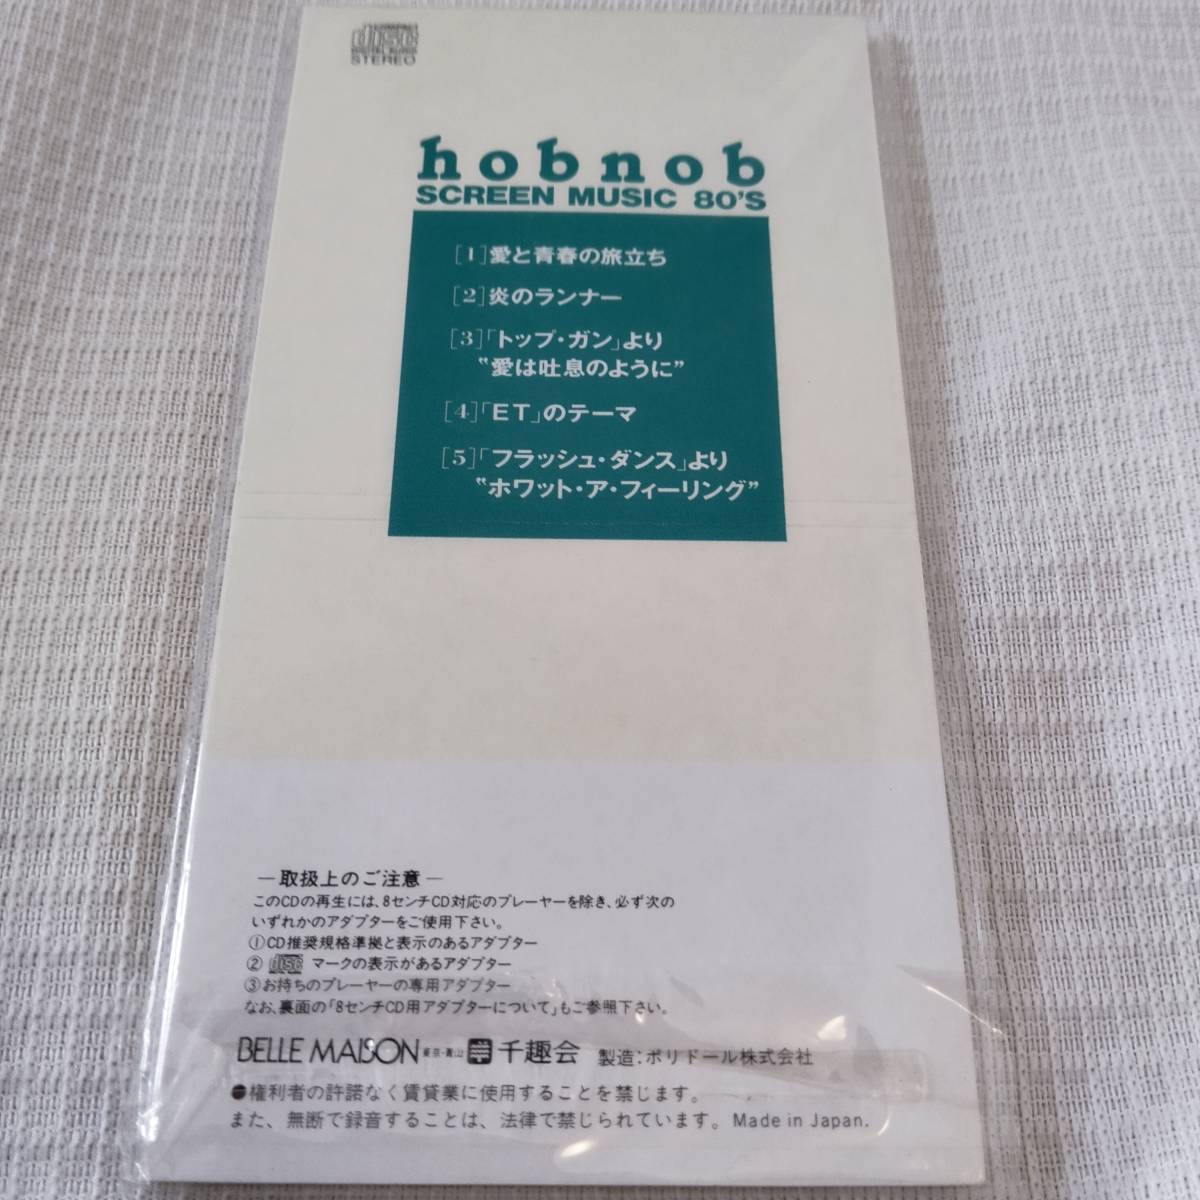 disc
STEREO
hobnob
SCREEN MUSIC 80'S
[1]愛と青春の旅立ち
[2]炎のランナー
[3]「トップ・ガン」より
“愛は吐息のように”
[4]「ET」のテーマ
[5]「フラッシュ・ダンス」より
“ホワット・ア・フィーリング”
—取扱上のご注意—
このCDの再生には、8センチCD対応のプレーヤーを除き、必ず次の
いずれかのアダプターをご使用下さい。
①CD推奨規格準拠と表示のあるアダプター
② disc マークの表示があるアダプター
③お持ちのプレーヤーの専用アダプター
なお、裏面の「8センチCD用アダプターについて」もご参照下さい。
BELLE MAISON 東京・青山 千趣会 製造：ポリドール株式会社
●権利者の許諾なく賃貸業に使用することを禁じます。
また、無断で録音することは、法律で禁じられています。Made in Japan.